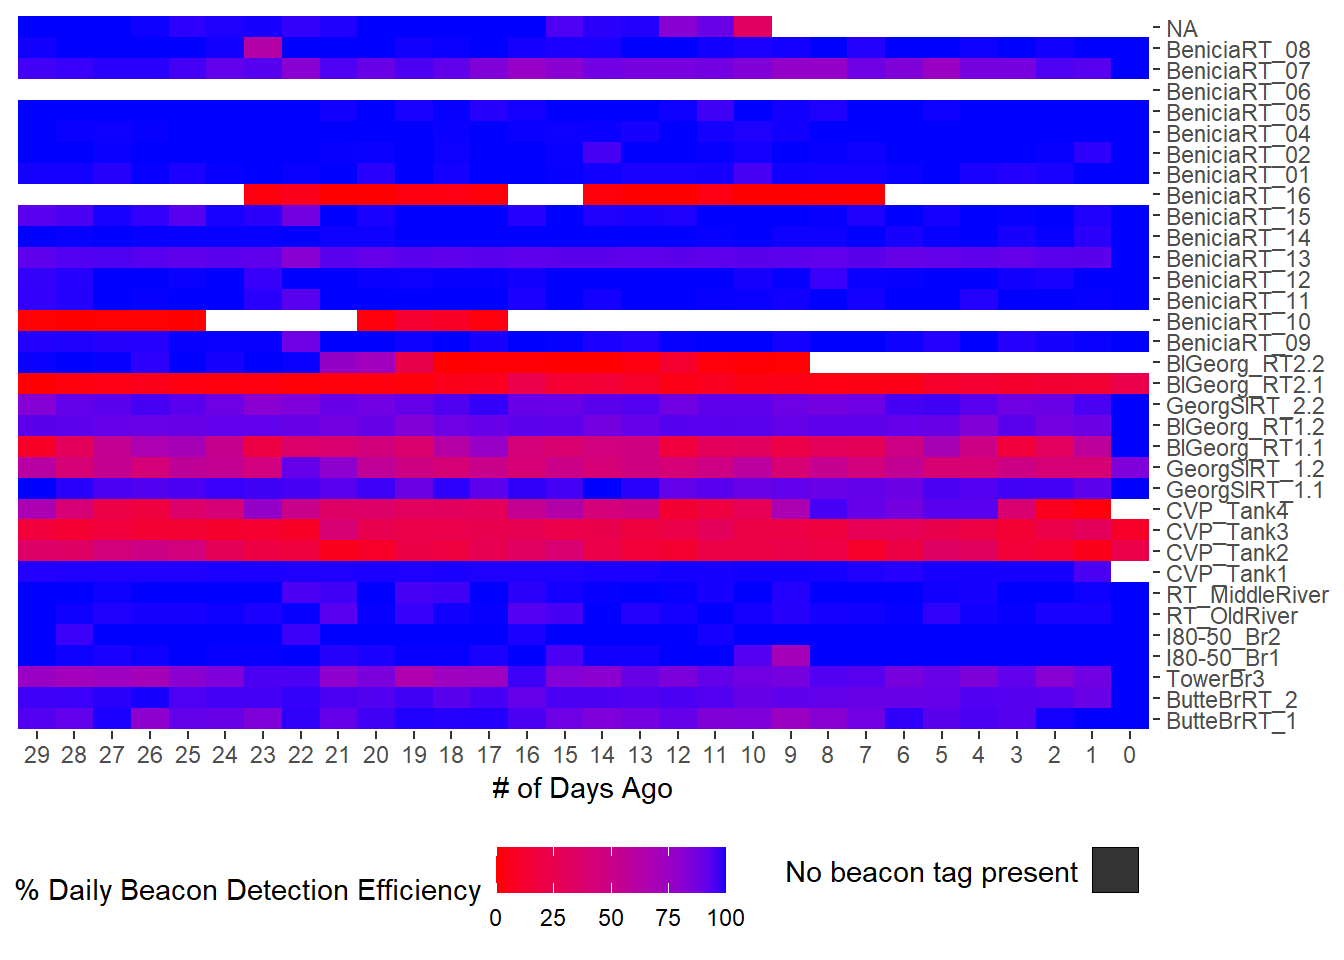 NA
BeniciaRT_08
BeniciaRT_07
BeniciaRT_06
BeniciaRT_05
BeniciaRT_04
BeniciaRT_02
BeniciaRT_01
BeniciaRT_16
BeniciaRT_15
BeniciaRT_14
BeniciaRT_13
BeniciaRT_12
BeniciaRT_11
BeniciaRT_10
BeniciaRT_09
BlGeorg_RT2.2
BlGeorg_RT2.1
GeorgSlRT_2.2
BlGeorg_RT1.2
BlGeorg_RT1.1
GeorgSlRT_1.2
GeorgSlRT_1.1
CVP_Tank4
CVP_Tank3
CVP_Tank2
CVP_Tank1
RT_MiddleRiver
RT_OldRiver
I80-50_Br2
I80-50_Br1
TowerBr3
ButteBrRT_2
ButteBrRT_1
29 28 27 26 25 24 23 22 21 20 19 18 17 16 15 14 13 12 11 10 9 8 7 6 5 4 3 2 1 0
# of Days Ago
% Daily Beacon Detection Efficiency
0 25 50 75 100
No beacon tag present